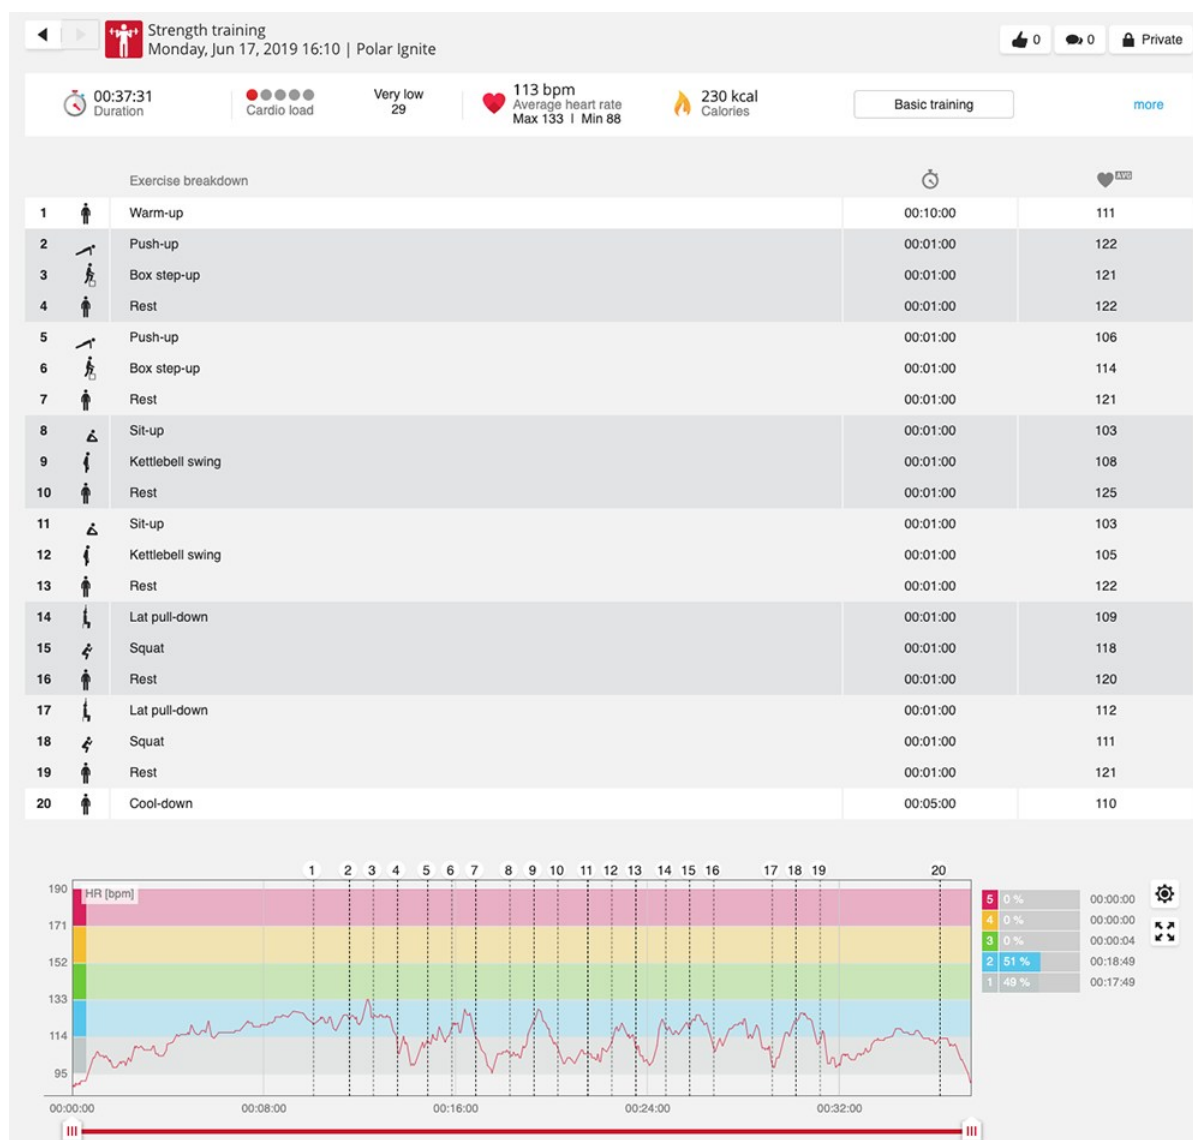 Strength training
Monday, Jun 17, 2019 16:10 | Polar Ignite
0 0 Private
00:37:31
Duration
Cardio load
Very low
29
113 bpm
Average heart rate
Max 133 | Min 88
230 kcal
Calories
Basic training
more
Exercise breakdown AVG
1 Warm-up 00:10:00 111
2 Push-up 00:01:00 122
3 Box step-up 00:01:00 121
4 Rest 00:01:00 122
5 Push-up 00:01:00 106
6 Box step-up 00:01:00 114
7 Rest 00:01:00 121
8 Sit-up 00:01:00 103
9 Kettlebell swing 00:01:00 108
10 Rest 00:01:00 125
11 Sit-up 00:01:00 103
12 Kettlebell swing 00:01:00 105
13 Rest 00:01:00 122
14 Lat pull-down 00:01:00 109
15 Squat 00:01:00 118
16 Rest 00:01:00 120
17 Lat pull-down 00:01:00 112
18 Squat 00:01:00 111
19 Rest 00:01:00 121
20 Cool-down 00:05:00 110
1 2 3 4 5 6 7 8 9 10 11 12 13 14 15 16 17 18 19 20
HR [bpm]
190
171
152
133
114
95
5 0 % 00:00:00
4 0 % 00:00:00
3 0 % 00:00:04
2 51 % 00:18:49
1 49 % 00:17:49
00:00:00 00:08:00 00:16:00 00:24:00 00:32:00